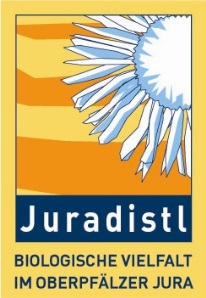 Juradistl
BIOLOGISCHE VIELFALT
IM OBERPFÄLZER JURA